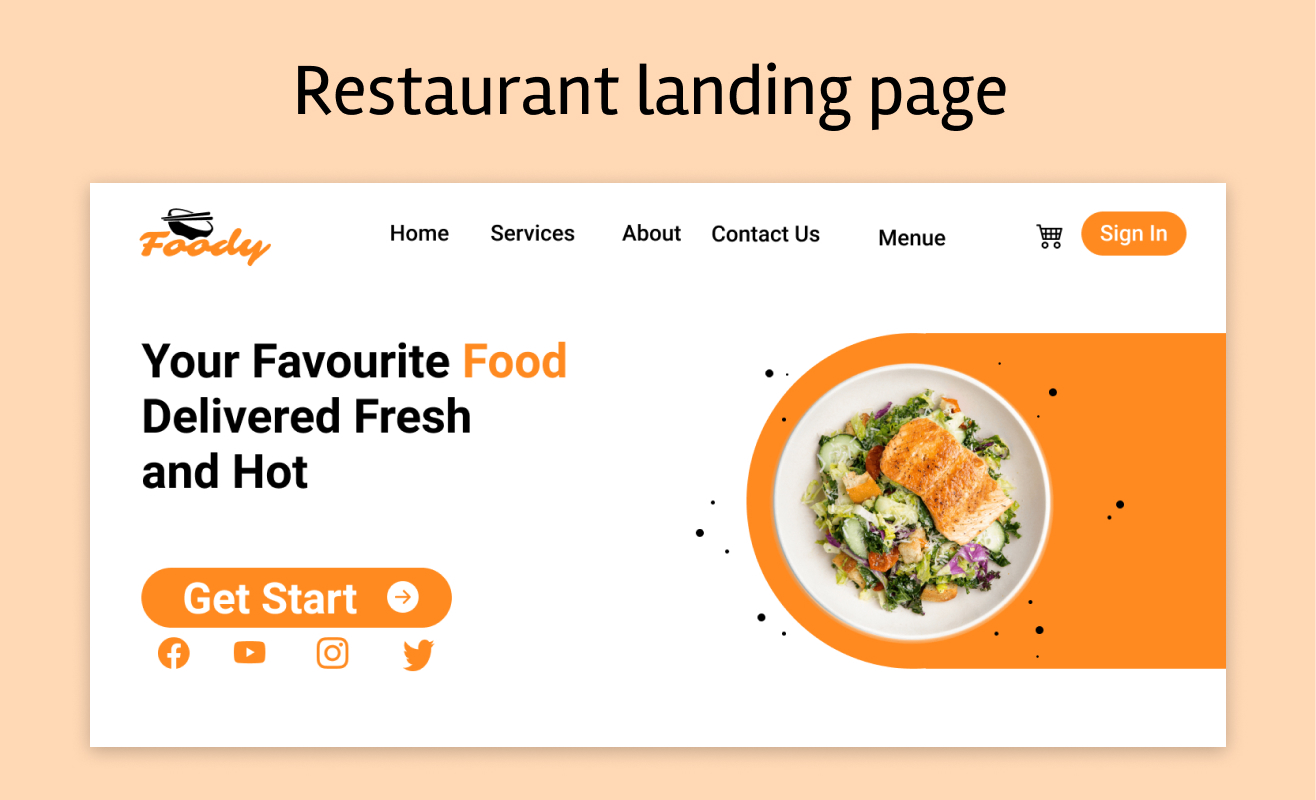 Restaurant landing page
Foody
Home Services About Contact Us Menue Sign In
Your Favourite Food
Delivered Fresh
and Hot
Get Start